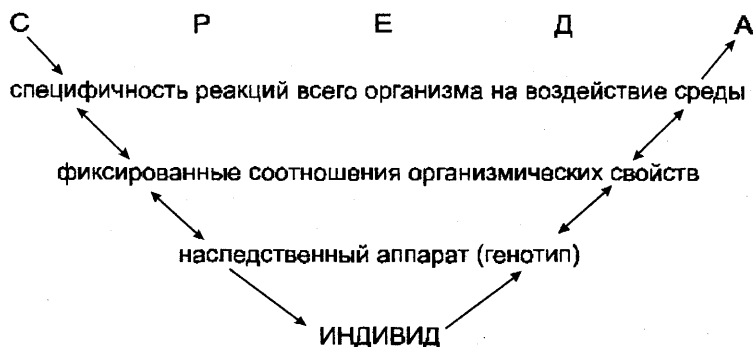 С Р Е Д А
специфичность реакций всего организма на воздействие среды
фиксированные соотношения организмических свойств
наследственный аппарат (генотип)
ИНДИВИД